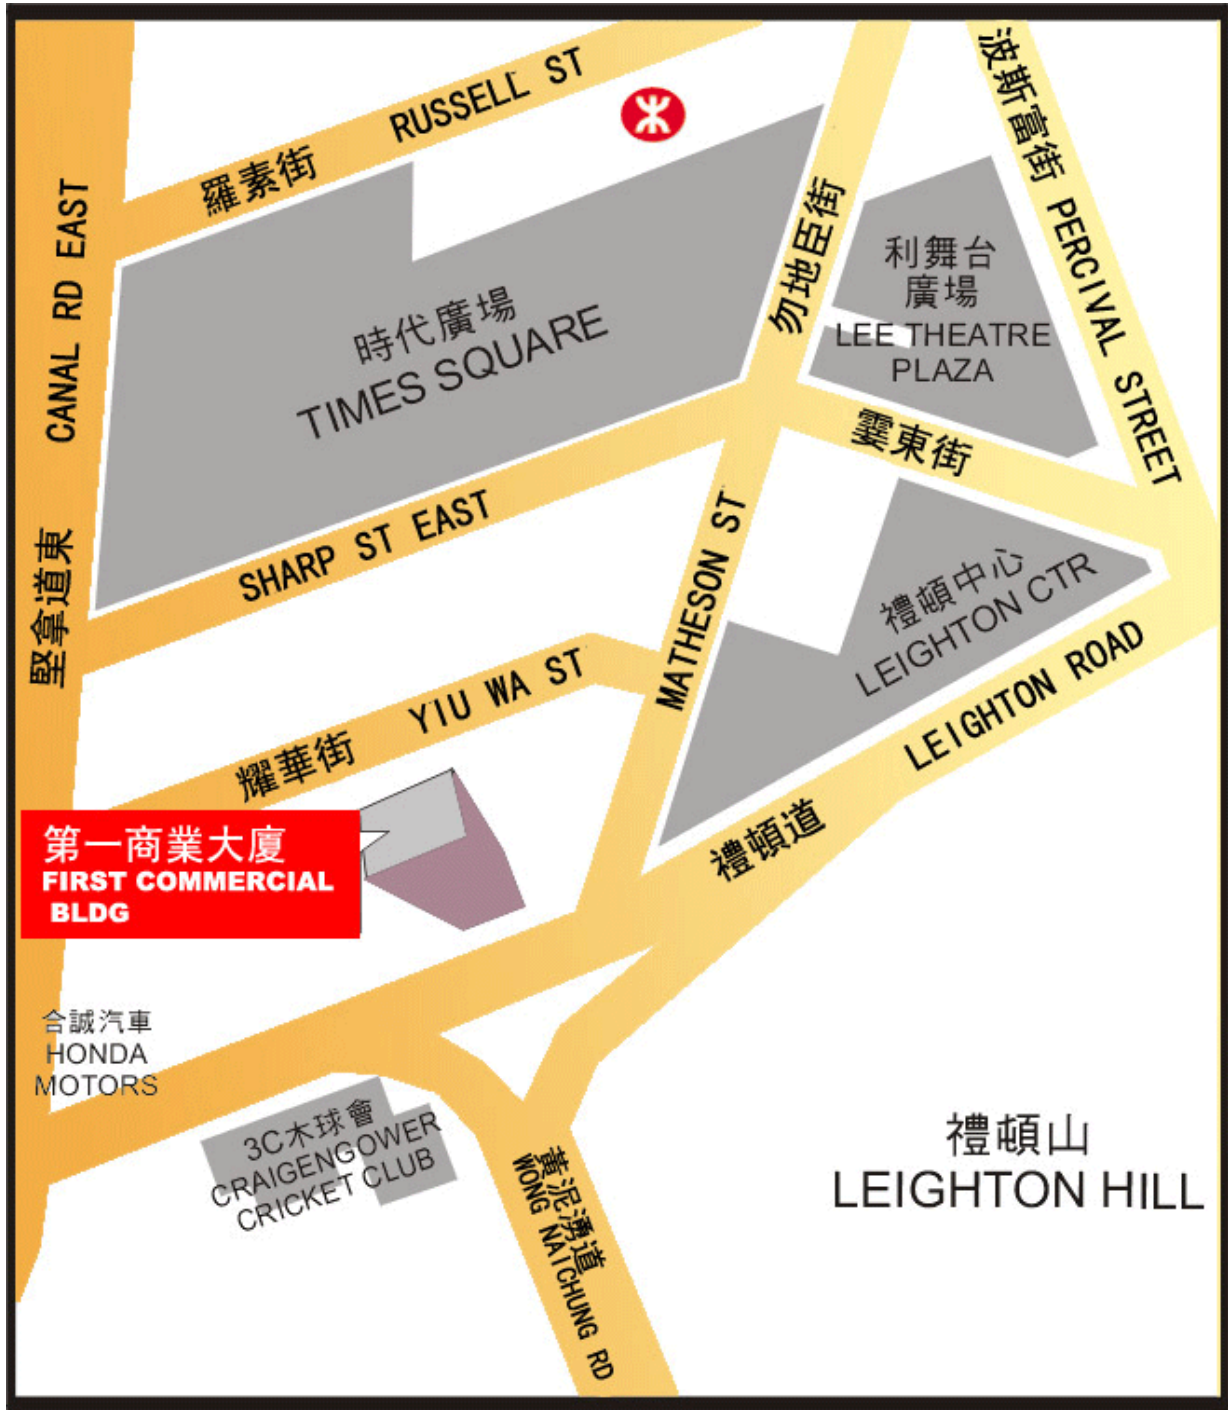 波斯富街 PERCIVAL STREET
羅素街 RUSSELL ST
CANAL RD EAST
堅拿道東
勿地臣街
MATHESON ST
利舞台
廣場
LEE THEATRE
PLAZA
時代廣場
TIMES SQUARE
霎東街
SHARP ST EAST
禮頓中心
LEIGHTON CTR
耀華街 YIU WA ST
禮頓道 LEIGHTON ROAD
第一商業大廈
FIRST COMMERCIAL
BLDG
合誠汽車
HONDA
MOTORS
3C木球會
CRAIGENGOWER
CRICKET CLUB
黃泥湧道
WONG NAICHUNG RD
禮頓山
LEIGHTON HILL